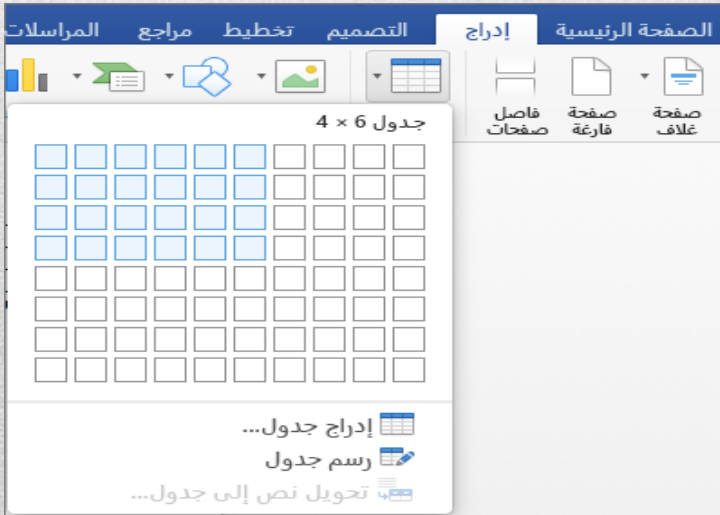 الصفحة الرئيسية إدراج التصميم تخطيط مراجع المراسلات
صفحة غلاف
صفحة فارغة
فاصل صفحات
جدول 6 × 4
إدراج جدول...
رسم جدول
تحويل نص إلى جدول...